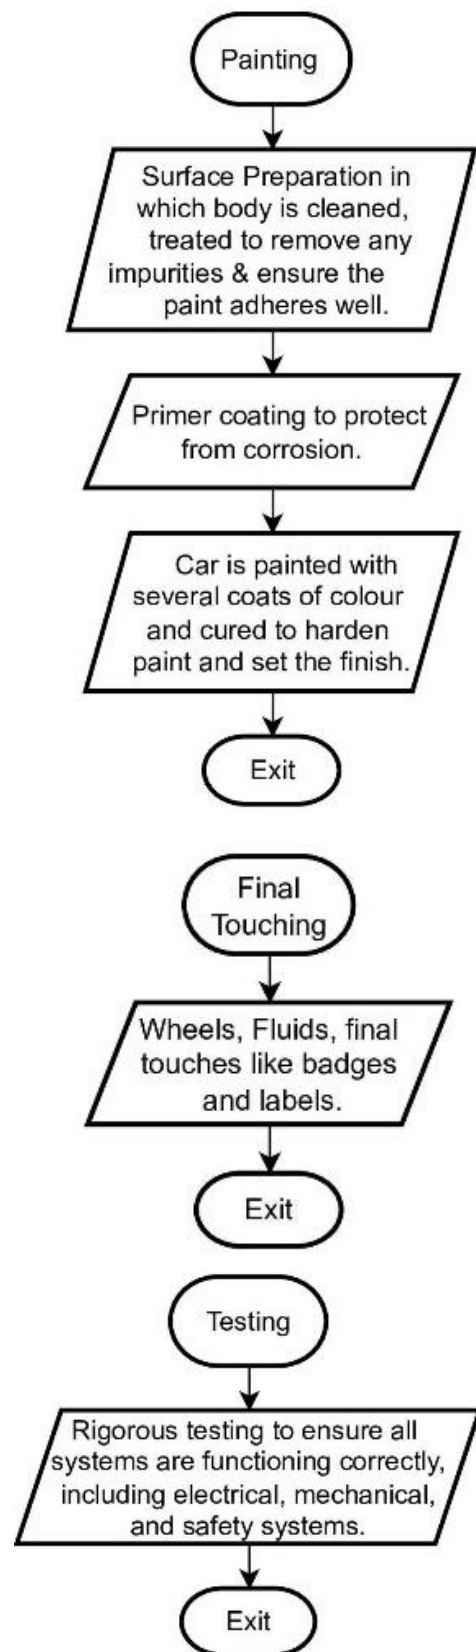 Painting
Surface Preparation in
which body is cleaned,
treated to remove any
impurities & ensure the
paint adheres well.
Primer coating to protect
from corrosion.
Car is painted with
several coats of colour
and cured to harden
paint and set the finish.
Exit
Final
Touching
Wheels, Fluids, final
touches like badges
and labels.
Exit
Testing
Rigorous testing to ensure all
systems are functioning correctly,
including electrical, mechanical,
and safety systems.
Exit